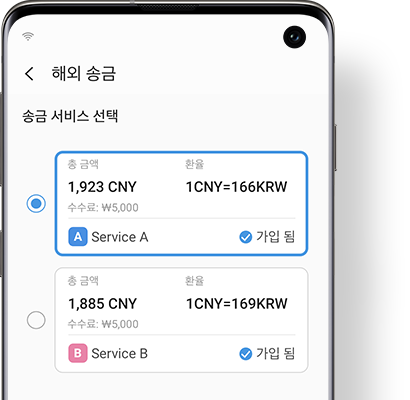 해외 송금
송금 서비스 선택
총 금액 환율
1,923 CNY 1CNY=166KRW
수수료: ₩5,000
A Service A 가입 됨
총 금액 환율
1,885 CNY 1CNY=169KRW
수수료: ₩5,000
B Service B 가입 됨